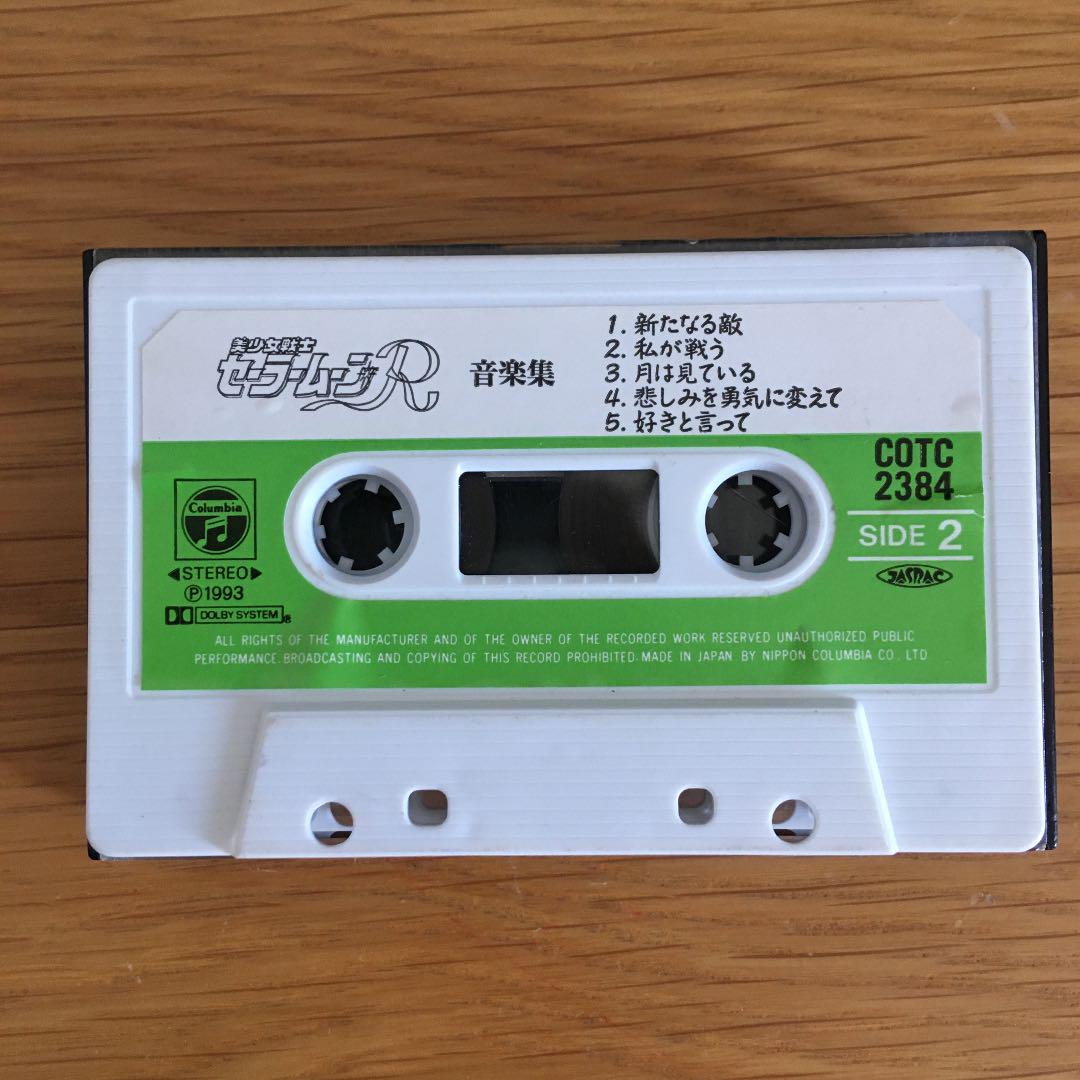 美少女戦士
セーラームーンR
音楽集
1. 新たなる敵
2. 私が戦う
3. 月は見ている
4. 悲しみを勇気に変えて
5. 好きと言って
COTC
2384
SIDE 2
JASRAC
Columbia
◀STEREO▶
Ⓟ1993
DOLBY SYSTEM
ALL RIGHTS OF THE MANUFACTURER AND OF THE OWNER OF THE RECORDED WORK RESERVED UNAUTHORIZED PUBLIC
PERFORMANCE. BROADCASTING AND COPYING OF THIS RECORD PROHIBITED. MADE IN JAPAN BY NIPPON COLUMBIA CO., LTD